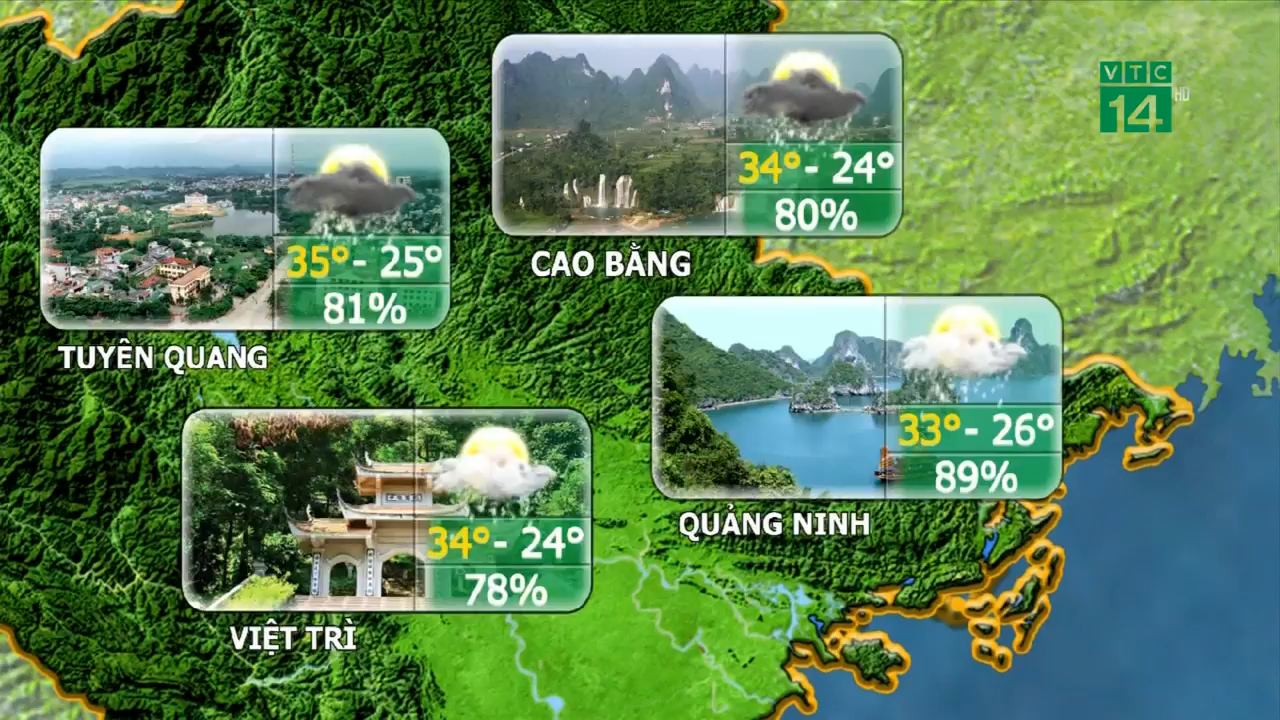 VTC
14
HD
34° - 24°
80%
CAO BẰNG
35° - 25°
81%
TUYÊN QUANG
33° - 26°
89%
QUẢNG NINH
34° - 24°
78%
VIỆT TRÌ